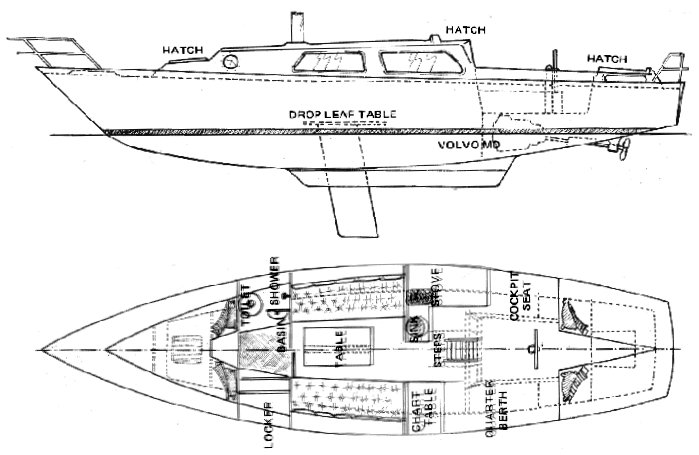 HATCH
HATCH
HATCH
DROP LEAF TABLE
VOLVO MD
TOILET
SHOWER
BASIN
TABLE
SINK
STOVE
STEPS
COCKPIT
SEAT
LOCKER
CHART
TABLE
QUARTER
BERTH